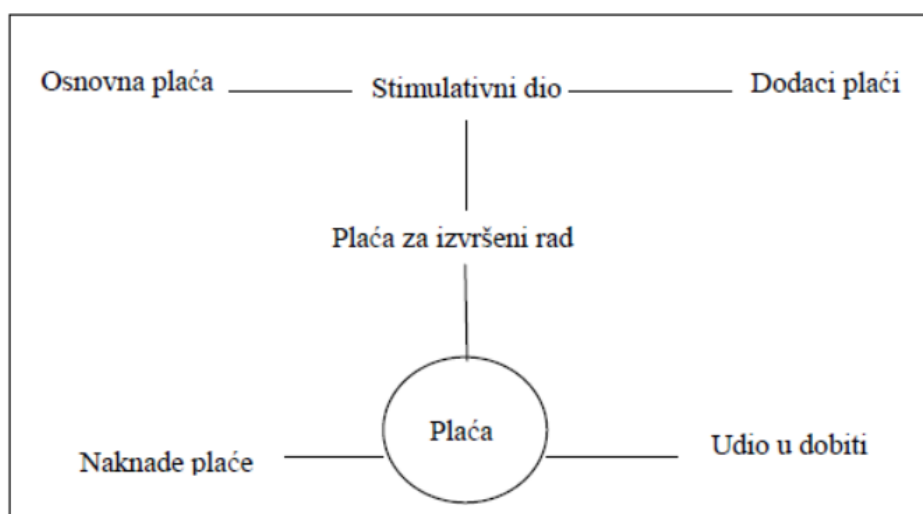 Osnovna plaća
Stimulativni dio
Dodaci plaći
Plaća za izvršeni rad
Plaća
Naknade plaće
Udio u dobiti